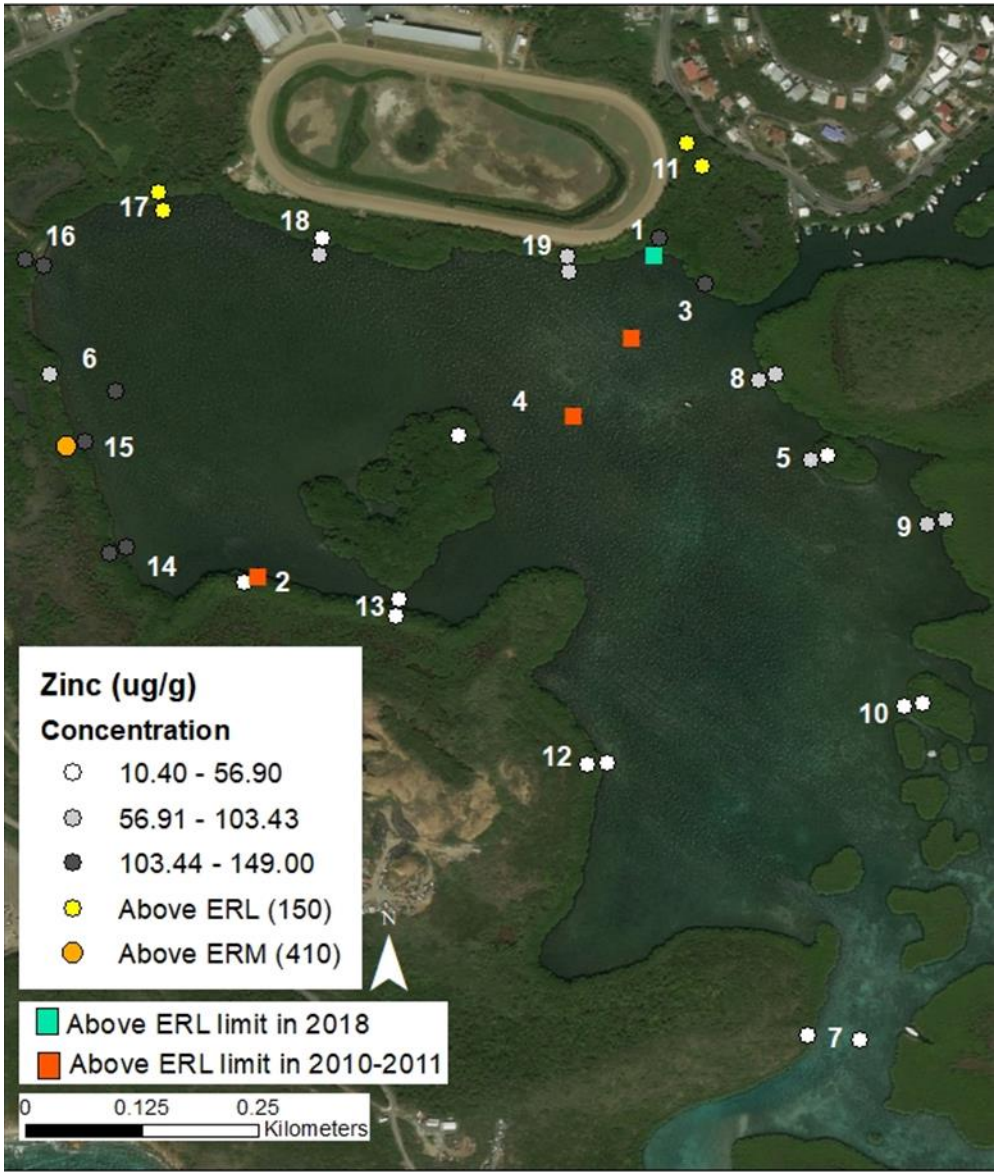 11
17
18
1
16
19
3
6
8
4
15
5
9
14
2
13
Zinc (ug/g)
Concentration
10.40 - 56.90
56.91 - 103.43
103.44 - 149.00
Above ERL (150)
Above ERM (410)
10
12
N
Above ERL limit in 2018
Above ERL limit in 2010-2011
7
0 0.125 0.25
Kilometers